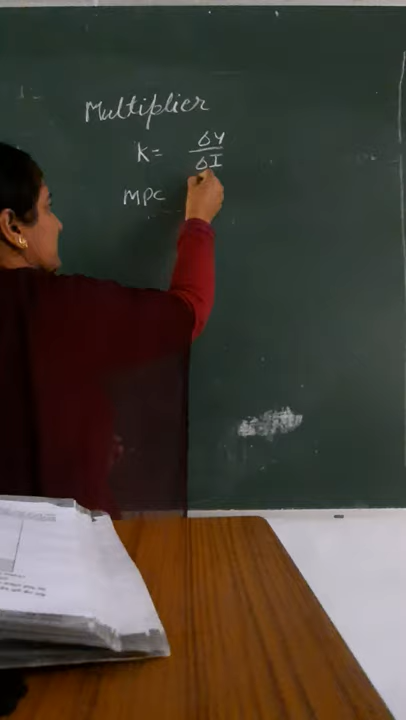 Multiplier
K = ΔY
ΔI
MPC